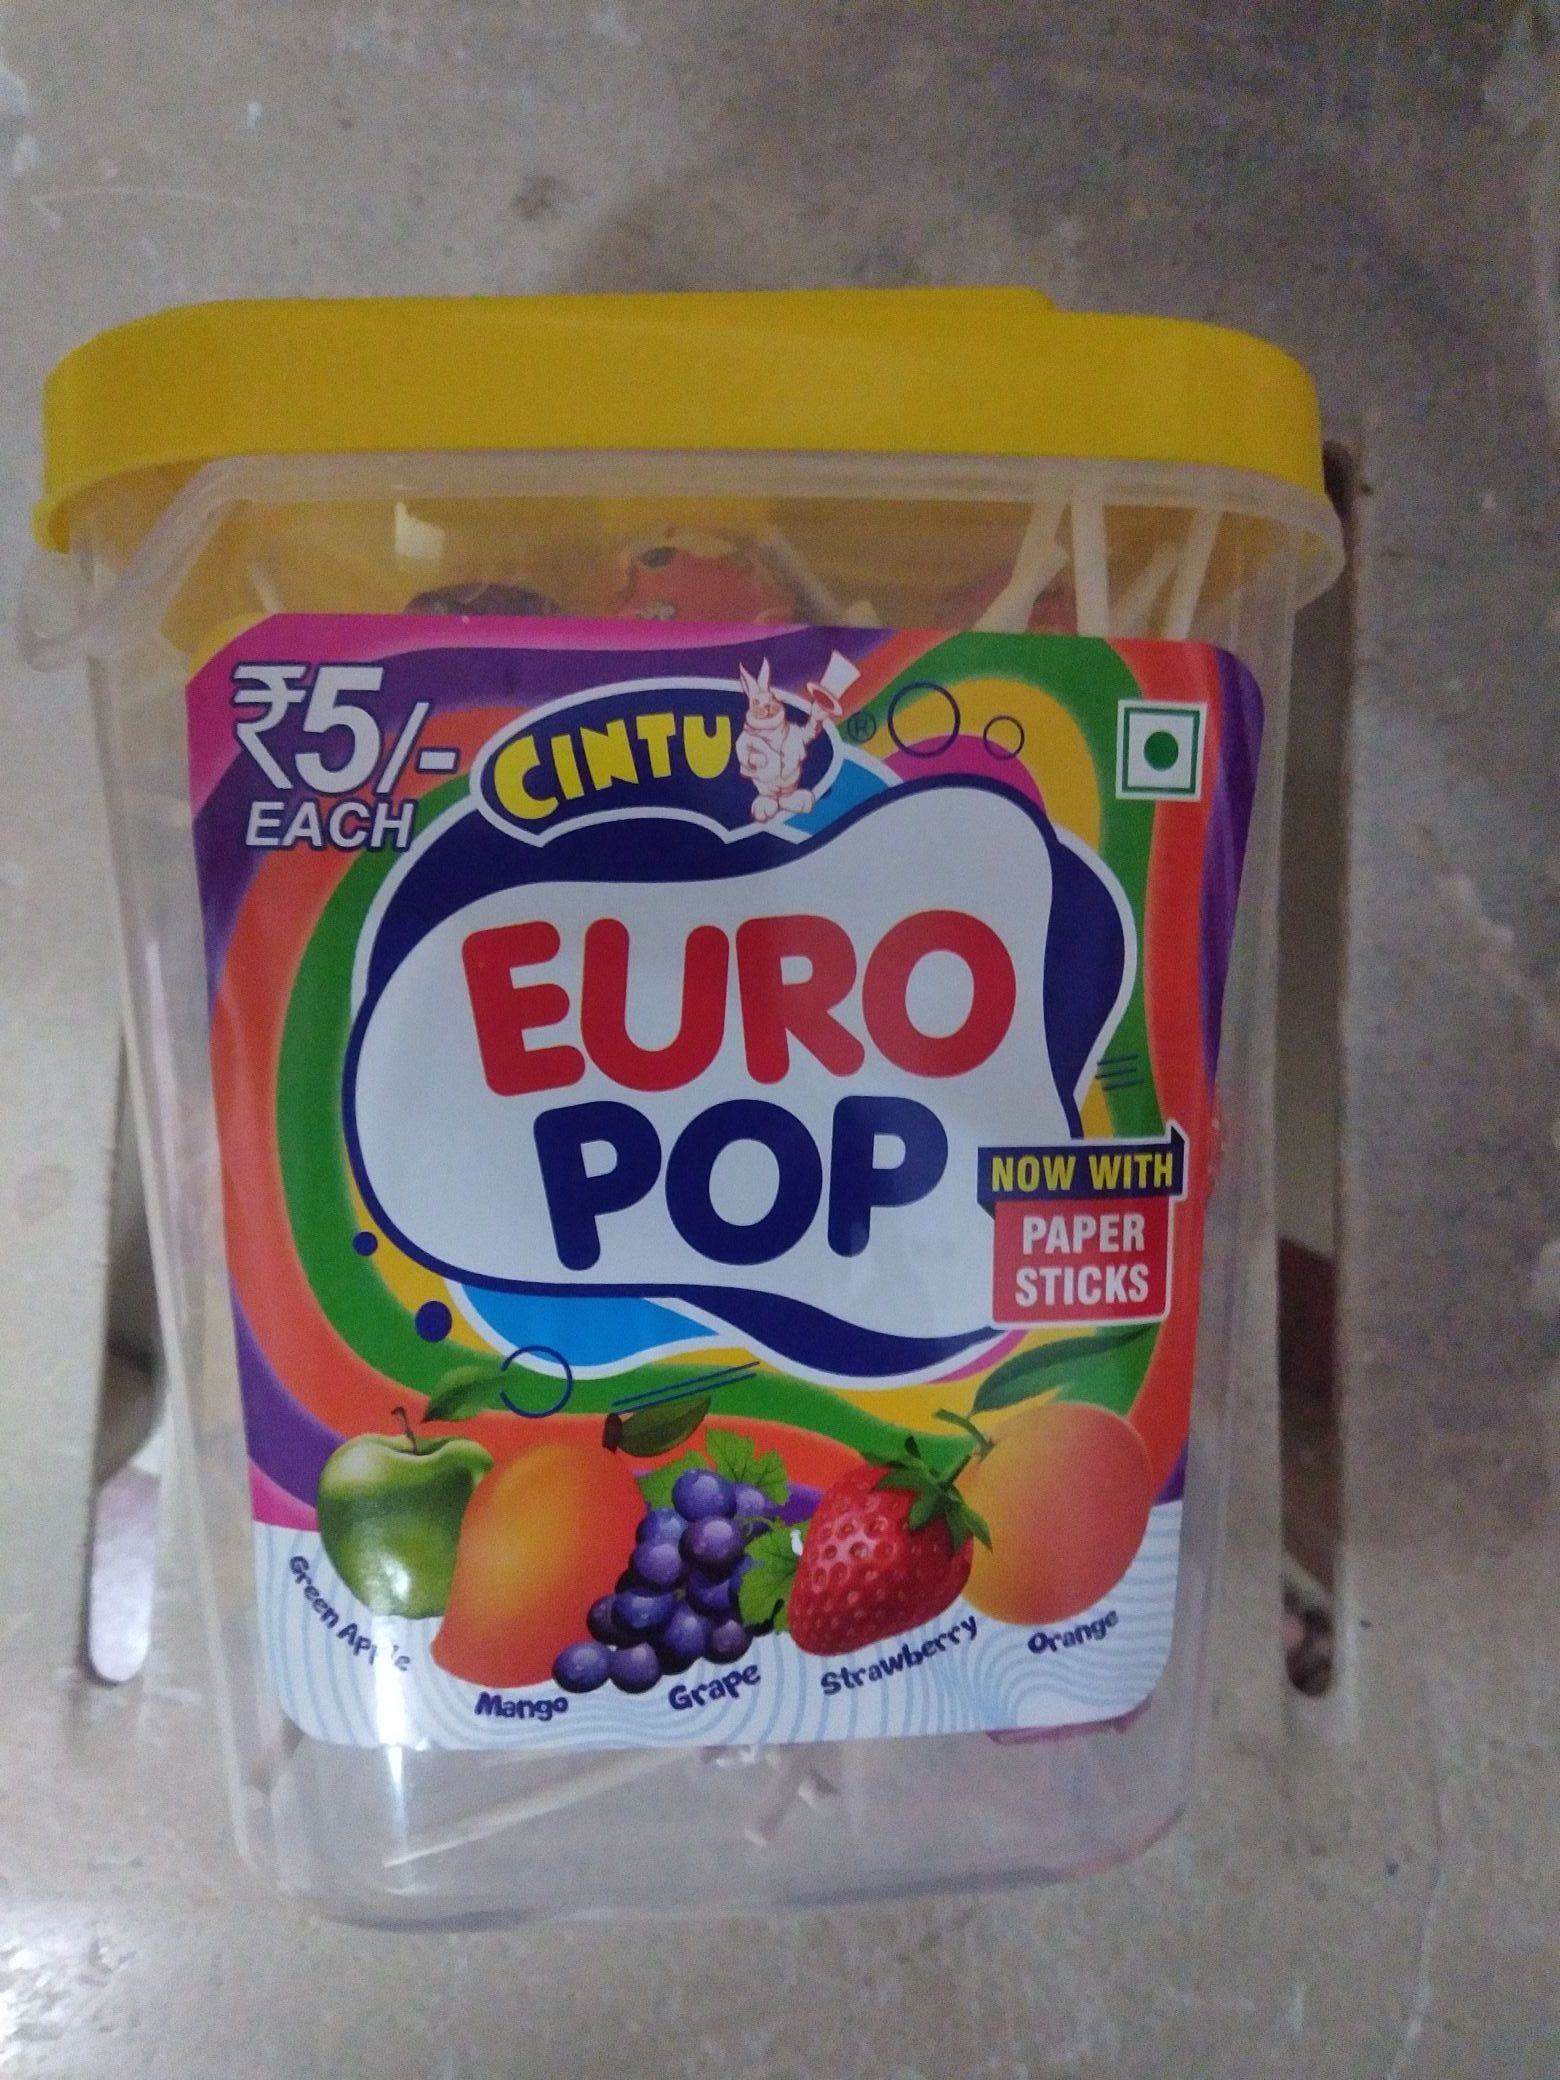 ₹5/-
EACH
CINTU ®
EURO
POP
NOW WITH
PAPER
STICKS
Green Apple
Mango
Grape
Strawberry
Orange